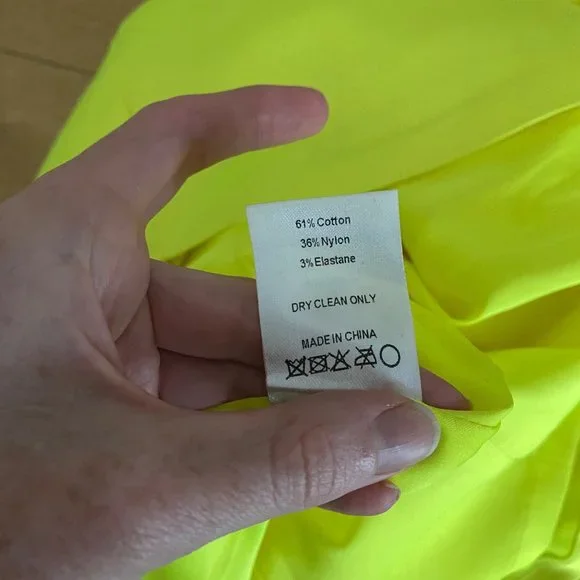 61% Cotton
36% Nylon
3% Elastane
DRY CLEAN ONLY
MADE IN CHINA